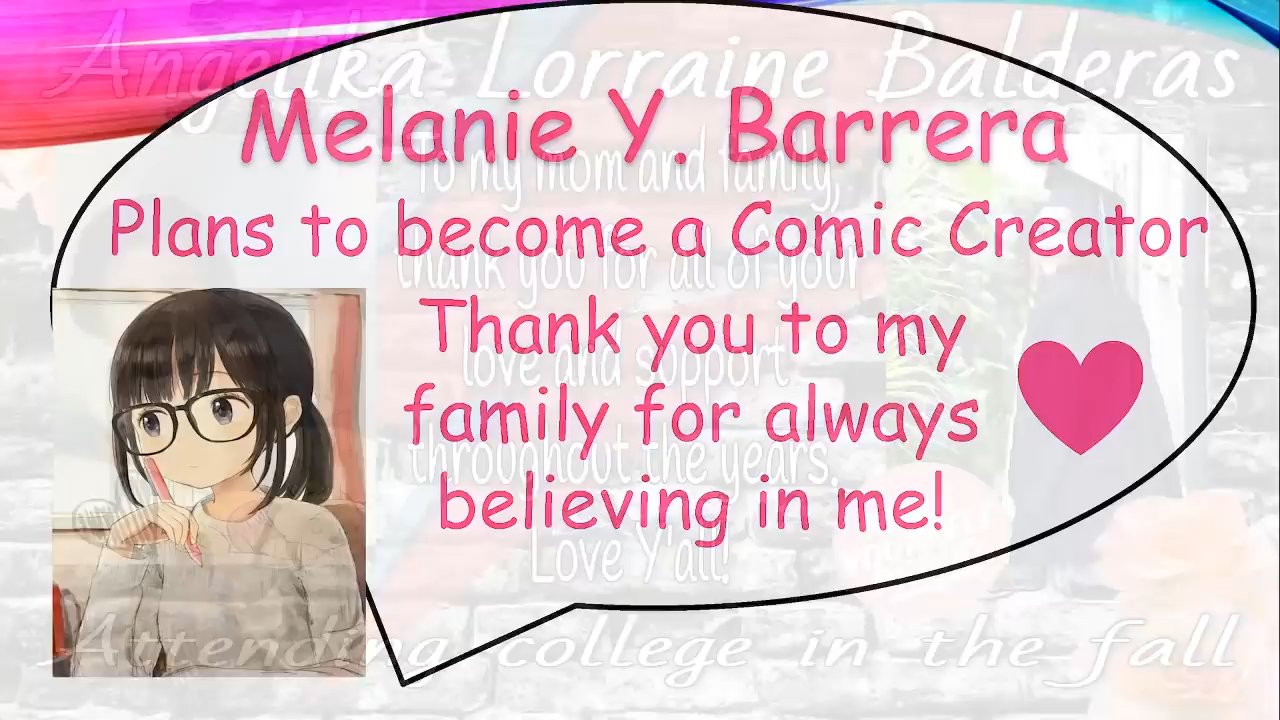 Angelika Lorraine Balderas
Melanie Y. Barrera
To my mom and family,
Plans to become a Comic Creator
thank you for all of your
Thank you to my
love and support
family for always
throughout the years.
believing in me!
Love Y'all!
Attending college in the fall